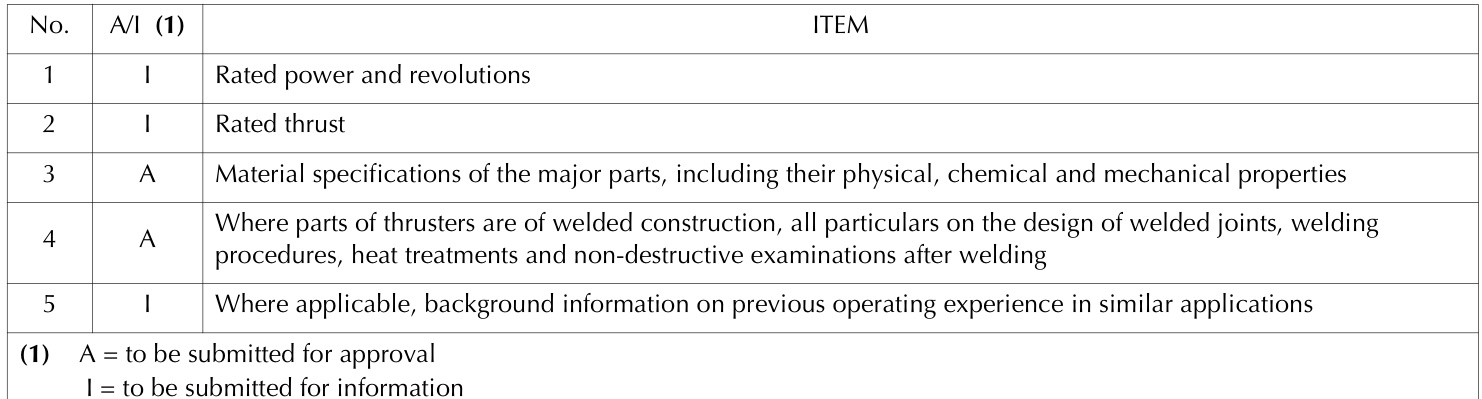 No. A/I (1) ITEM
1 I Rated power and revolutions
2 I Rated thrust
3 A Material specifications of the major parts, including their physical, chemical and mechanical properties
4 A Where parts of thrusters are of welded construction, all particulars on the design of welded joints, welding
procedures, heat treatments and non-destructive examinations after welding
5 I Where applicable, background information on previous operating experience in similar applications
(1) A = to be submitted for approval
I = to be submitted for information